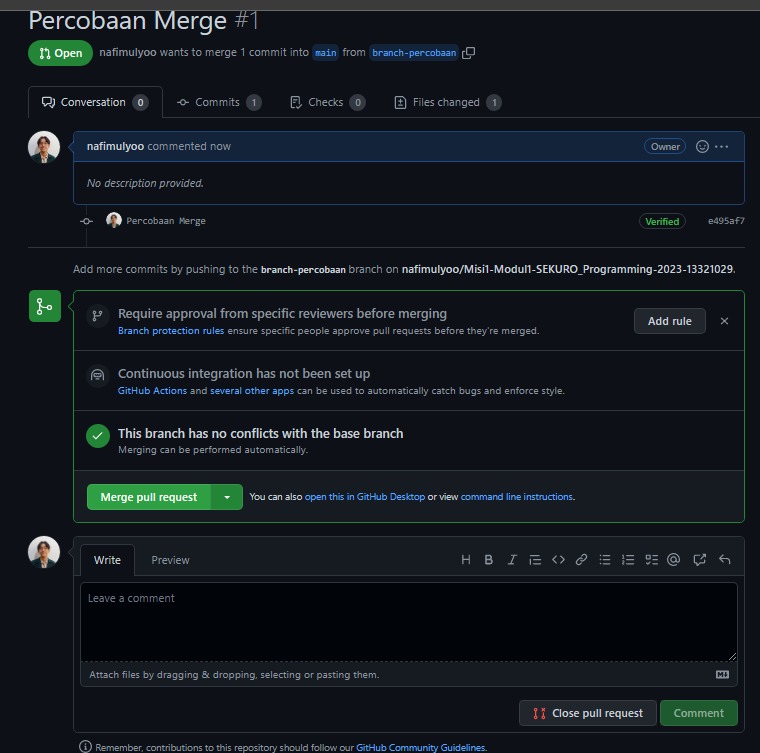 Percobaan Merge #1
Open nafimulyoo wants to merge 1 commit into main from branch-percobaan
Conversation 0 Commits 1 Checks 0 Files changed 1
nafimulyoo commented now Owner
No description provided.
Percobaan Merge Verified e495af7
Add more commits by pushing to the branch-percobaan branch on nafimulyoo/Misi1-Modul1-SEKURO_Programming-2023-13321029.
Require approval from specific reviewers before merging
Branch protection rules ensure specific people approve pull requests before they're merged.
Add rule
Continuous integration has not been set up
GitHub Actions and several other apps can be used to automatically catch bugs and enforce style.
This branch has no conflicts with the base branch
Merging can be performed automatically.
Merge pull request You can also open this in GitHub Desktop or view command line instructions.
Write Preview
Leave a comment
Attach files by dragging & dropping, selecting or pasting them.
Close pull request Comment
Remember, contributions to this repository should follow our GitHub Community Guidelines.